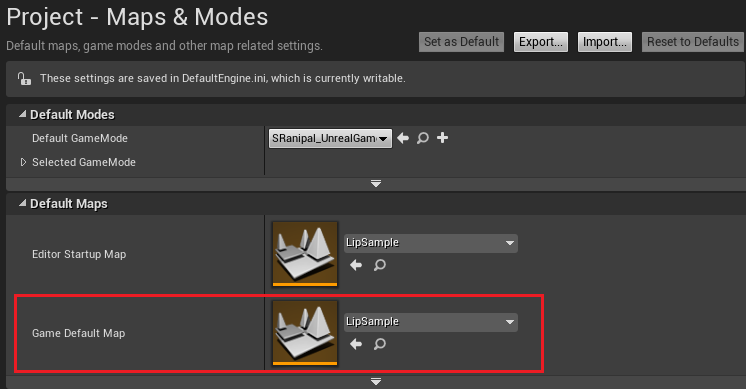 Project - Maps & Modes
Default maps, game modes and other map related settings.
Set as Default
Export...
Import...
Reset to Defaults
These settings are saved in DefaultEngine.ini, which is currently writable.
Default Modes
Default GameMode
SRanipal_UnrealGam
Selected GameMode
Default Maps
Editor Startup Map
LipSample
Game Default Map
LipSample